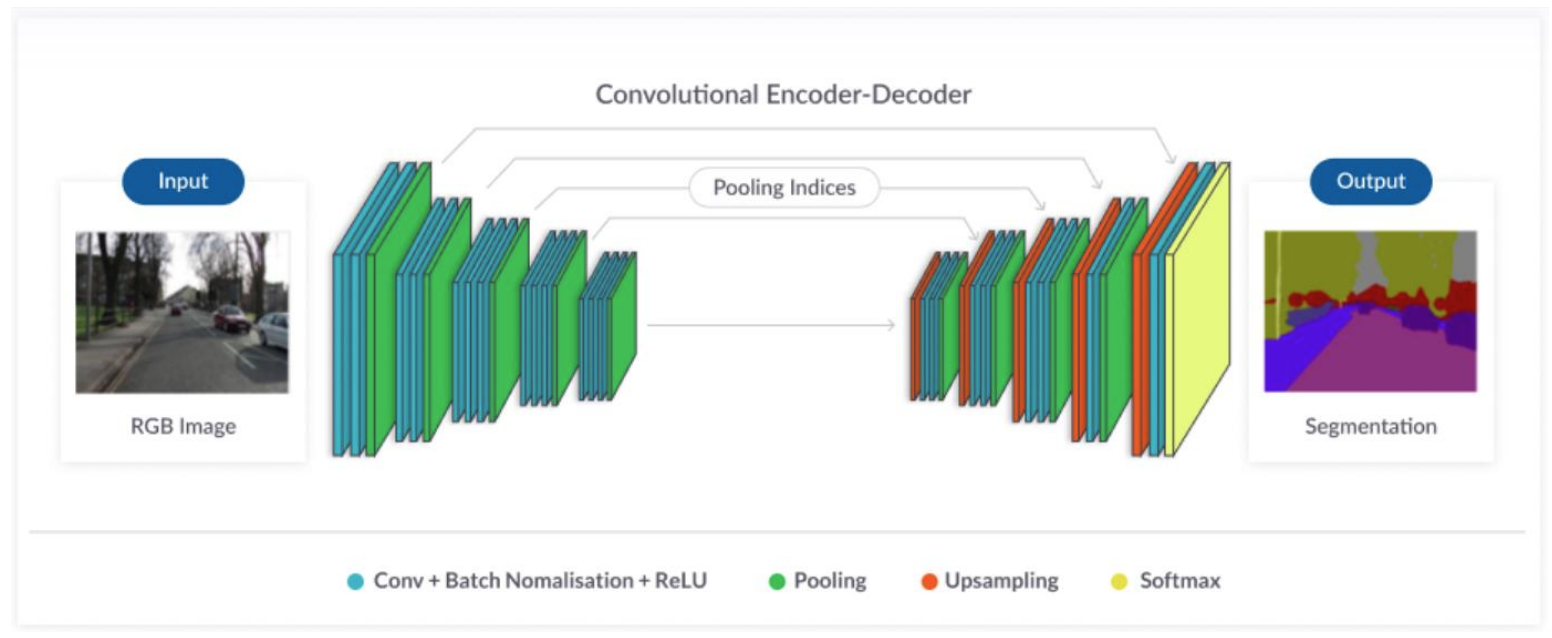 Convolutional Encoder-Decoder
Input
Pooling Indices
Output
RGB Image
Segmentation
Conv + Batch Nomalisation + ReLU
Pooling
Upsampling
Softmax